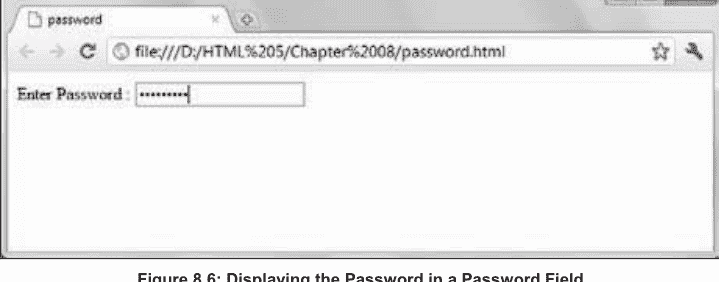 password
file:///D:/HTML%205/Chapter%2008/password.html
Enter Password : •••••••••
Figure 8.6: Displaying the Password in a Password Field